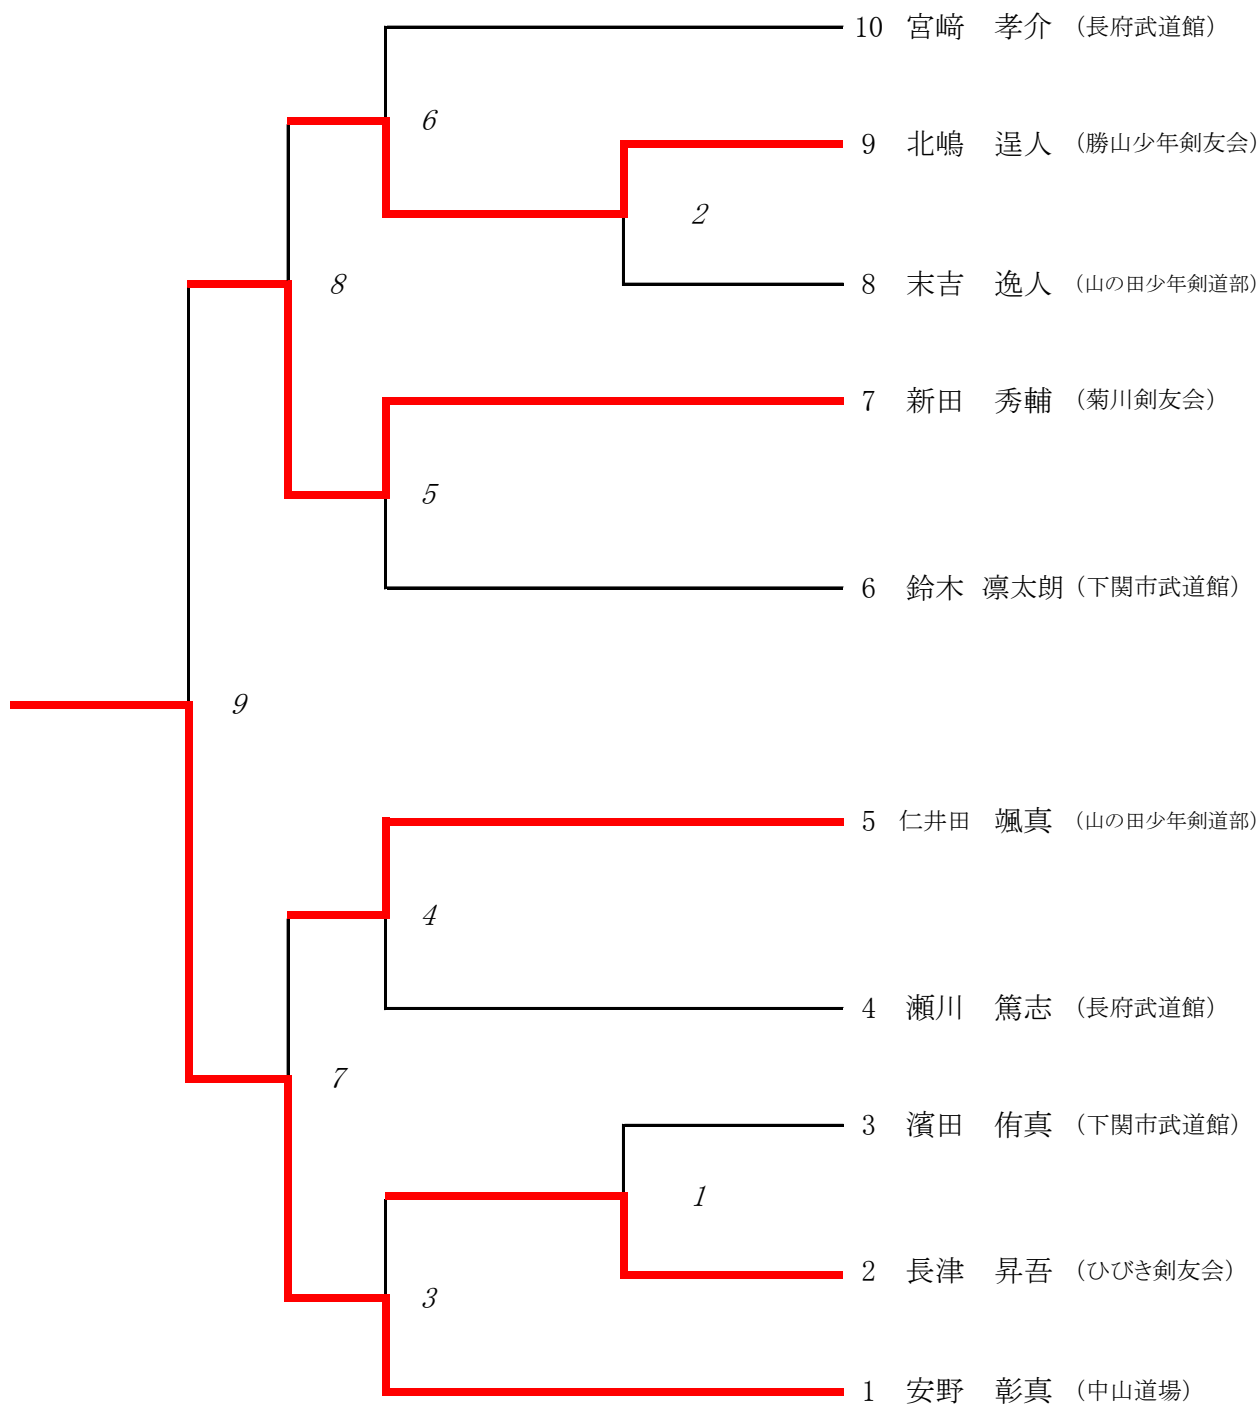 10 宮﨑 孝介 （長府武道館）
6
9 北嶋 逞人 （勝山少年剣友会）
2
8 末吉 逸人 （山の田少年剣道部）
8
7 新田 秀輔 （菊川剣友会）
5
6 鈴木 凛太朗 （下関市武道館）
9
5 仁井田 颯真 （山の田少年剣道部）
4
4 瀬川 篤志 （長府武道館）
7
3 濱田 侑真 （下関市武道館）
1
2 長津 昇吾 （ひびき剣友会）
3
1 安野 彰真 （中山道場）